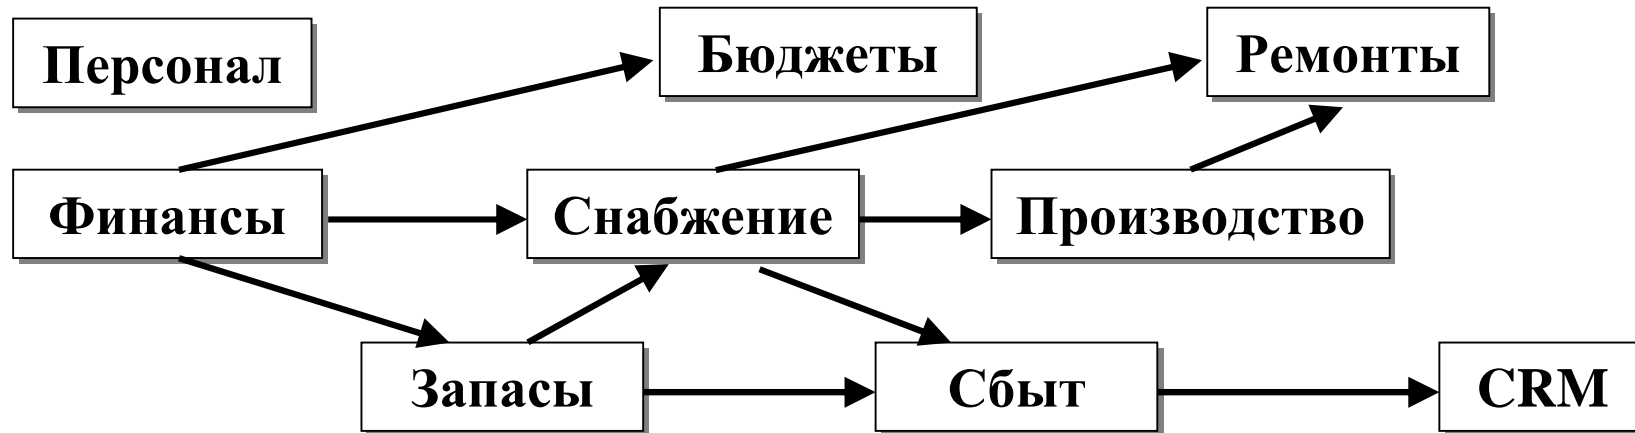 Персонал
Бюджеты
Ремонты
Финансы
Снабжение
Производство
Запасы
Сбыт
CRM